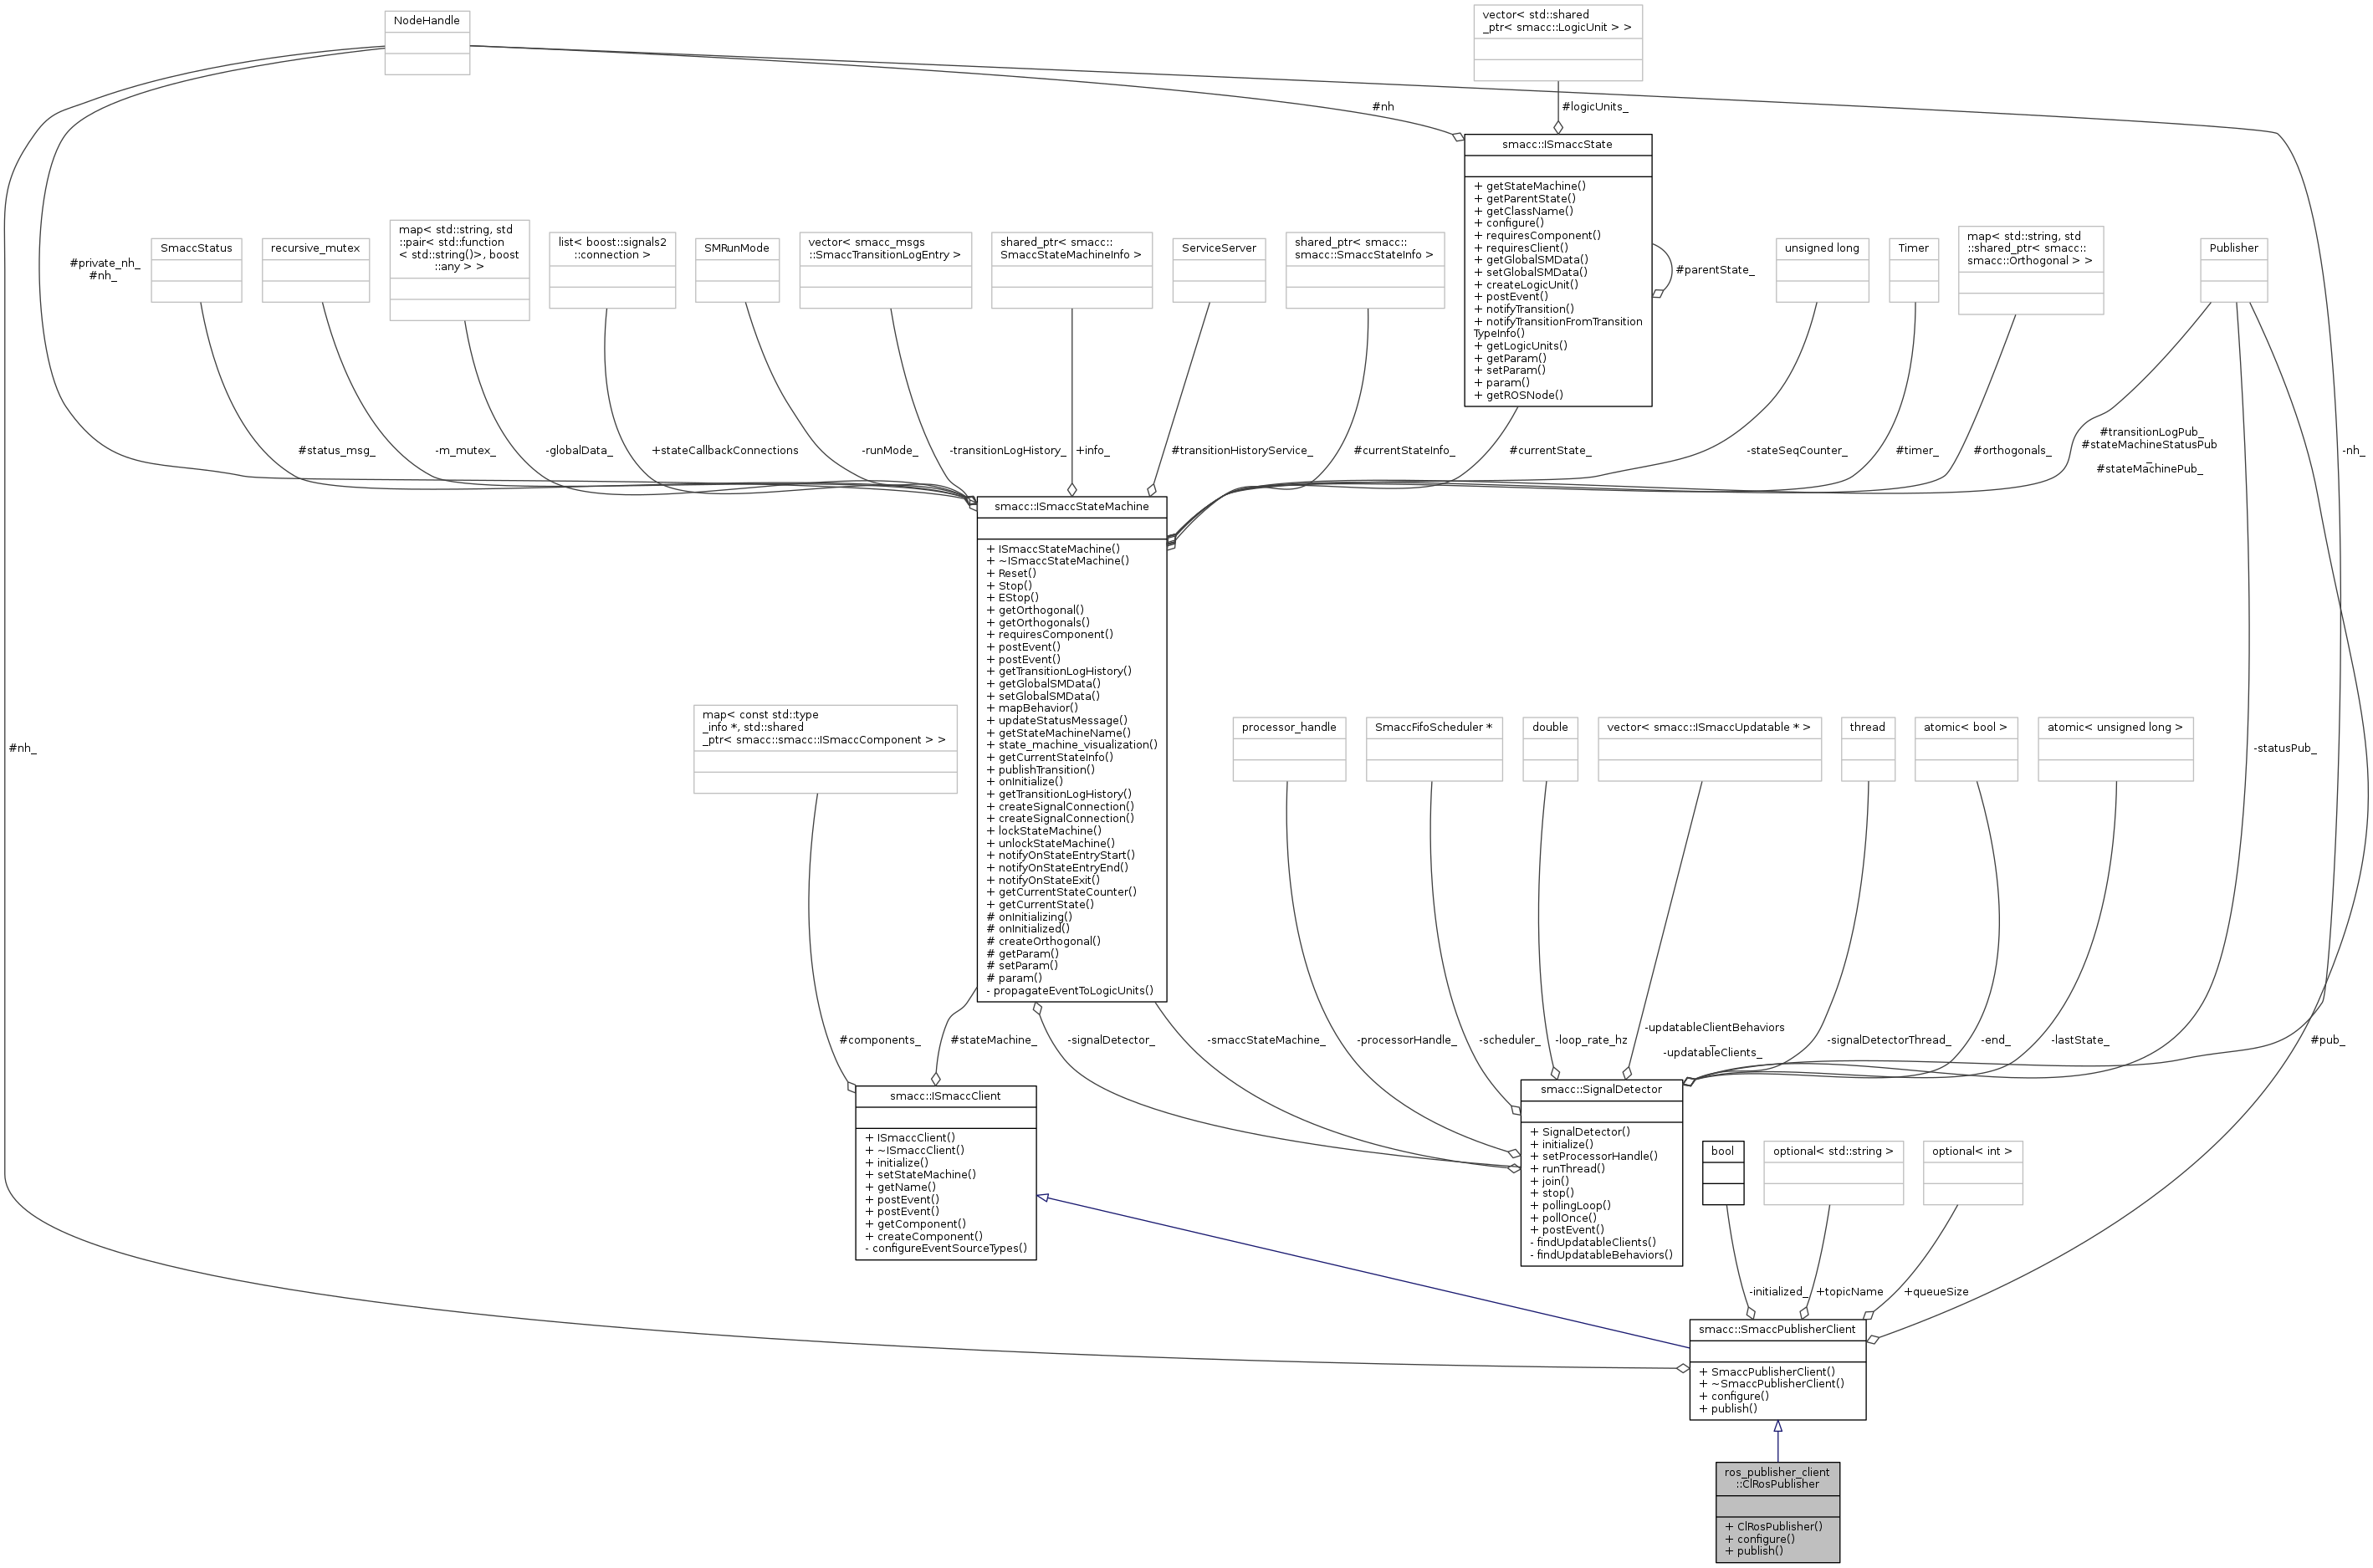 NodeHandle
vector< std::shared
_ptr< smacc::LogicUnit > >
#nh
#logicUnits_
smacc::ISmaccState
+ getStateMachine()
+ getParentState()
+ getClassName()
+ configure()
+ requiresComponent()
+ requiresClient()
+ getGlobalSMData()
+ setGlobalSMData()
+ createLogicUnit()
+ postEvent()
+ notifyTransition()
+ notifyTransitionFromTransition
TypeInfo()
+ getLogicUnits()
+ getParam()
+ setParam()
+ param()
+ getROSNode()
#parentState_
#private_nh_
#nh_
SmaccStatus
recursive_mutex
map< std::string, std
::pair< std::function
< std::string()>, boost
::any > >
list< boost::signals2
::connection >
SMRunMode
vector< smacc_msgs
::SmaccTransitionLogEntry >
shared_ptr< smacc::
SmaccStateMachineInfo >
ServiceServer
shared_ptr< smacc::
smacc::SmaccStateInfo >
unsigned long
Timer
map< std::string, std
::shared_ptr< smacc::
smacc::Orthogonal > >
Publisher
#status_msg_
-m_mutex_
-globalData_
+stateCallbackConnections
-runMode_
-transitionLogHistory_
+info_
#transitionHistoryService_
#currentStateInfo_
#currentState_
-stateSeqCounter_
#timer_
#orthogonals_
#transitionLogPub_
#stateMachineStatusPub
_
#stateMachinePub_
-nh_
smacc::ISmaccStateMachine
+ ISmaccStateMachine()
+ ~ISmaccStateMachine()
+ Reset()
+ Stop()
+ EStop()
+ getOrthogonal()
+ getOrthogonals()
+ requiresComponent()
+ postEvent()
+ postEvent()
+ getTransitionLogHistory()
+ getGlobalSMData()
+ setGlobalSMData()
+ mapBehavior()
+ updateStatusMessage()
+ getStateMachineName()
+ state_machine_visualization()
+ getCurrentStateInfo()
+ publishTransition()
+ onInitialize()
+ getTransitionLogHistory()
+ createSignalConnection()
+ createSignalConnection()
+ lockStateMachine()
+ unlockStateMachine()
+ notifyOnStateEntryStart()
+ notifyOnStateEntryEnd()
+ notifyOnStateExit()
+ getCurrentStateCounter()
+ getCurrentState()
# onInitializing()
# onInitialized()
# createOrthogonal()
# getParam()
# setParam()
# param()
- propagateEventToLogicUnits()
#nh_
map< const std::type
_info *, std::shared
_ptr< smacc::smacc::ISmaccComponent > >
processor_handle
SmaccFifoScheduler *
double
vector< smacc::ISmaccUpdatable * >
thread
atomic< bool >
atomic< unsigned long >
-statusPub_
#components_
#stateMachine_
-signalDetector_
-smaccStateMachine_
-processorHandle_
-scheduler_
-loop_rate_hz
-updatableClientBehaviors
_
-updatableClients_
-signalDetectorThread_
-end_
-lastState_
#pub_
smacc::ISmaccClient
+ ISmaccClient()
+ ~ISmaccClient()
+ initialize()
+ setStateMachine()
+ getName()
+ postEvent()
+ postEvent()
+ getComponent()
+ createComponent()
- configureEventSourceTypes()
smacc::SignalDetector
+ SignalDetector()
+ initialize()
+ setProcessorHandle()
+ runThread()
+ join()
+ stop()
+ pollingLoop()
+ pollOnce()
+ postEvent()
- findUpdatableClients()
- findUpdatableBehaviors()
bool
optional< std::string >
optional< int >
-initialized_
+topicName
+queueSize
smacc::SmaccPublisherClient
+ SmaccPublisherClient()
+ ~SmaccPublisherClient()
+ configure()
+ publish()
ros_publisher_client
::ClRosPublisher
+ ClRosPublisher()
+ configure()
+ publish()